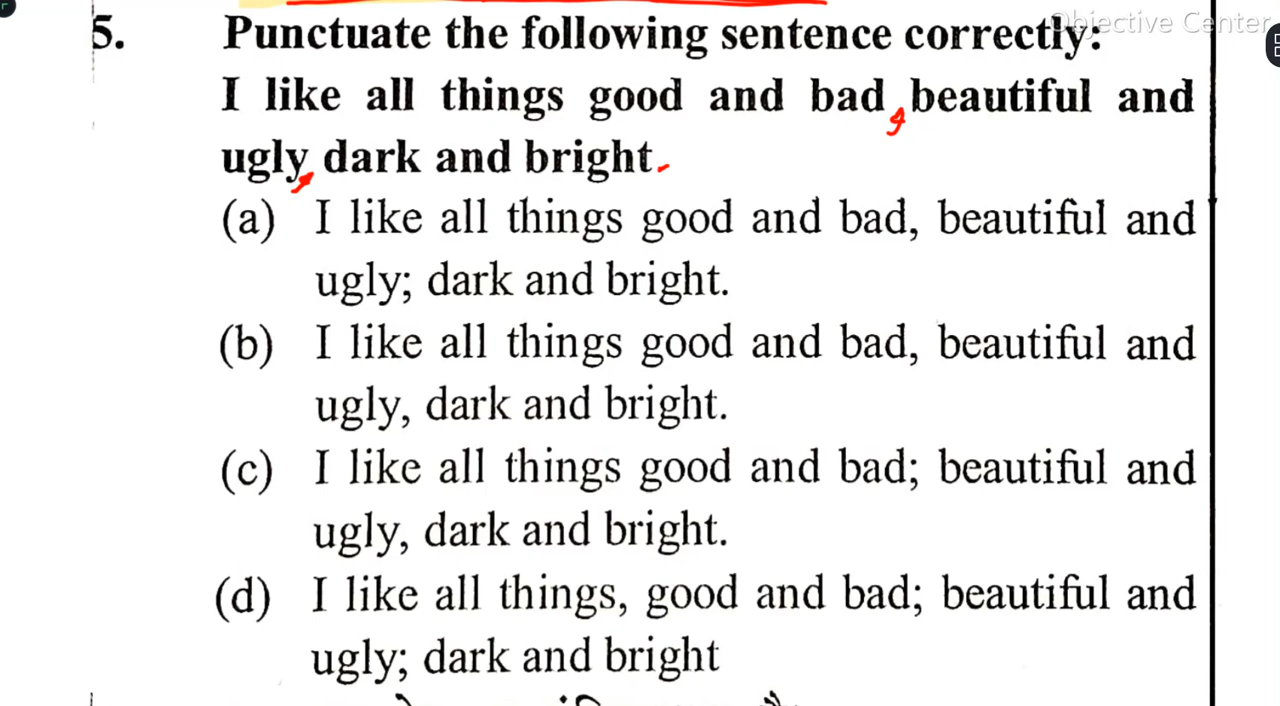 Objective Center
5. Punctuate the following sentence correctly:
I like all things good and bad beautiful and
ugly dark and bright
(a) I like all things good and bad, beautiful and
ugly; dark and bright.
(b) I like all things good and bad, beautiful and
ugly, dark and bright.
(c) I like all things good and bad; beautiful and
ugly, dark and bright.
(d) I like all things, good and bad; beautiful and
ugly; dark and bright